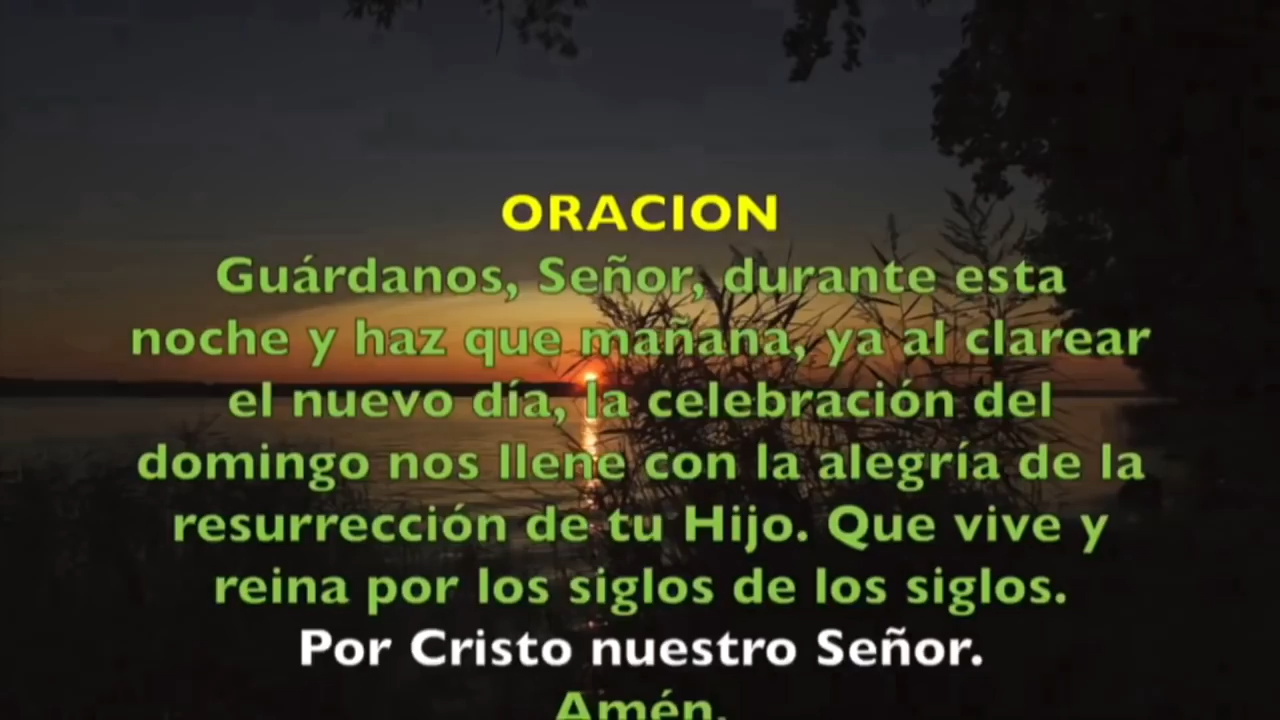 ORACION
Guárdanos, Señor, durante esta
noche y haz que mañana, ya al clarear
el nuevo día, la celebración del
domingo nos llene con la alegría de la
resurrección de tu Hijo. Que vive y
reina por los siglos de los siglos.
Por Cristo nuestro Señor.
Amén.